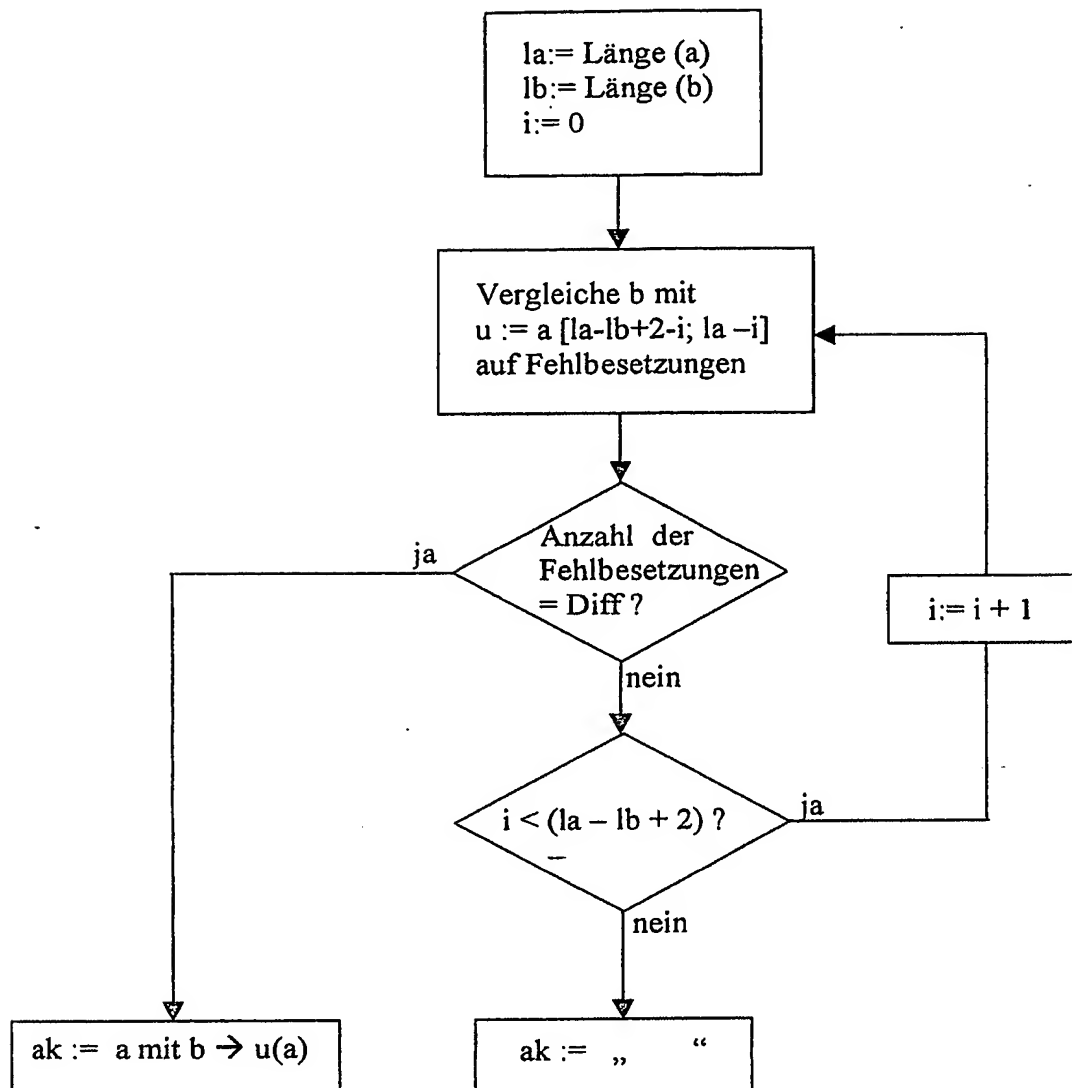 la:= Länge (a)
lb:= Länge (b)
i:= 0
Vergleiche b mit
u := a [la-lb+2-i; la –i]
auf Fehlbesetzungen
Anzahl der
Fehlbesetzungen
= Diff ?
ja
i:= i + 1
nein
i < (la – lb + 2) ?
–
ja
nein
ak := a mit b → u(a)
ak := „ “